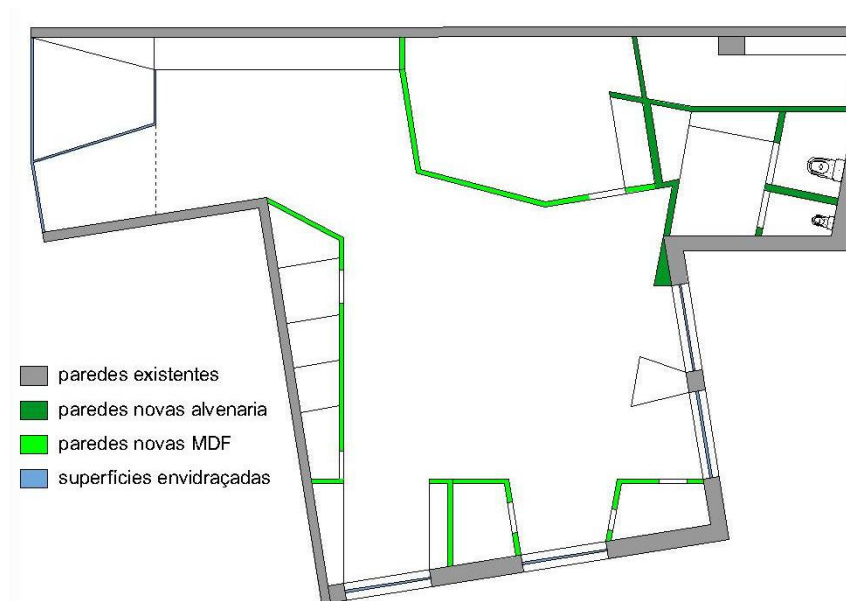 paredes existentes
paredes novas alvenaria
paredes novas MDF
superfícies envidraçadas